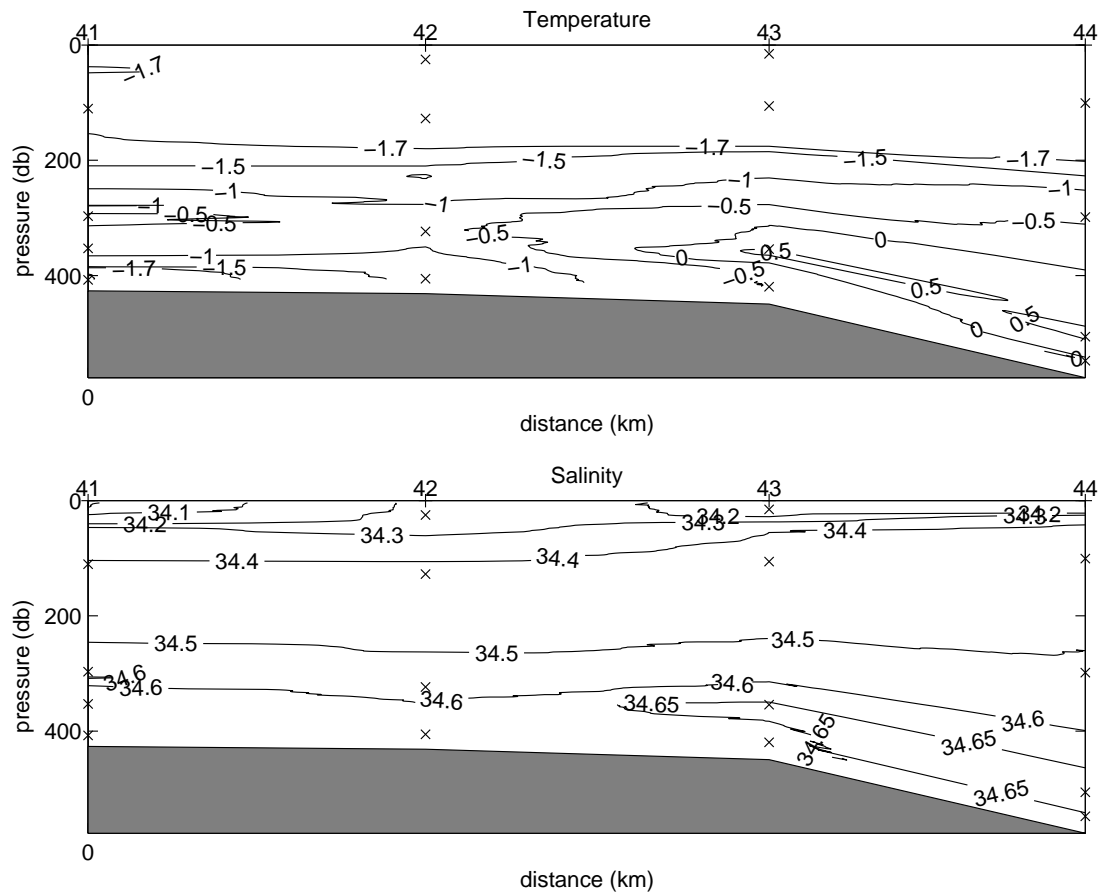 Temperature
41 42 43 44
0
−1.7
−1.7 −1.7 −1.7
200
−1.5 −1.5 −1.5
−1 −1 −1 −1
−1
−0.5 −0.5 −0.5
−0.5 −0.5
0
−1 −1 0 0.5
−1.7 −1.5 −0.5
400
0.5
0.5
0
0
pressure (db)
0
distance (km)
Salinity
41 42 43 44
0
34.1 34.2 34.2
34.2 34.3 34.3 34.3
34.4 34.4 34.4
200
34.5 34.5 34.5
34.6 34.6 34.6 34.6
34.65 34.6
400
34.65 34.65
34.65
pressure (db)
0
distance (km)